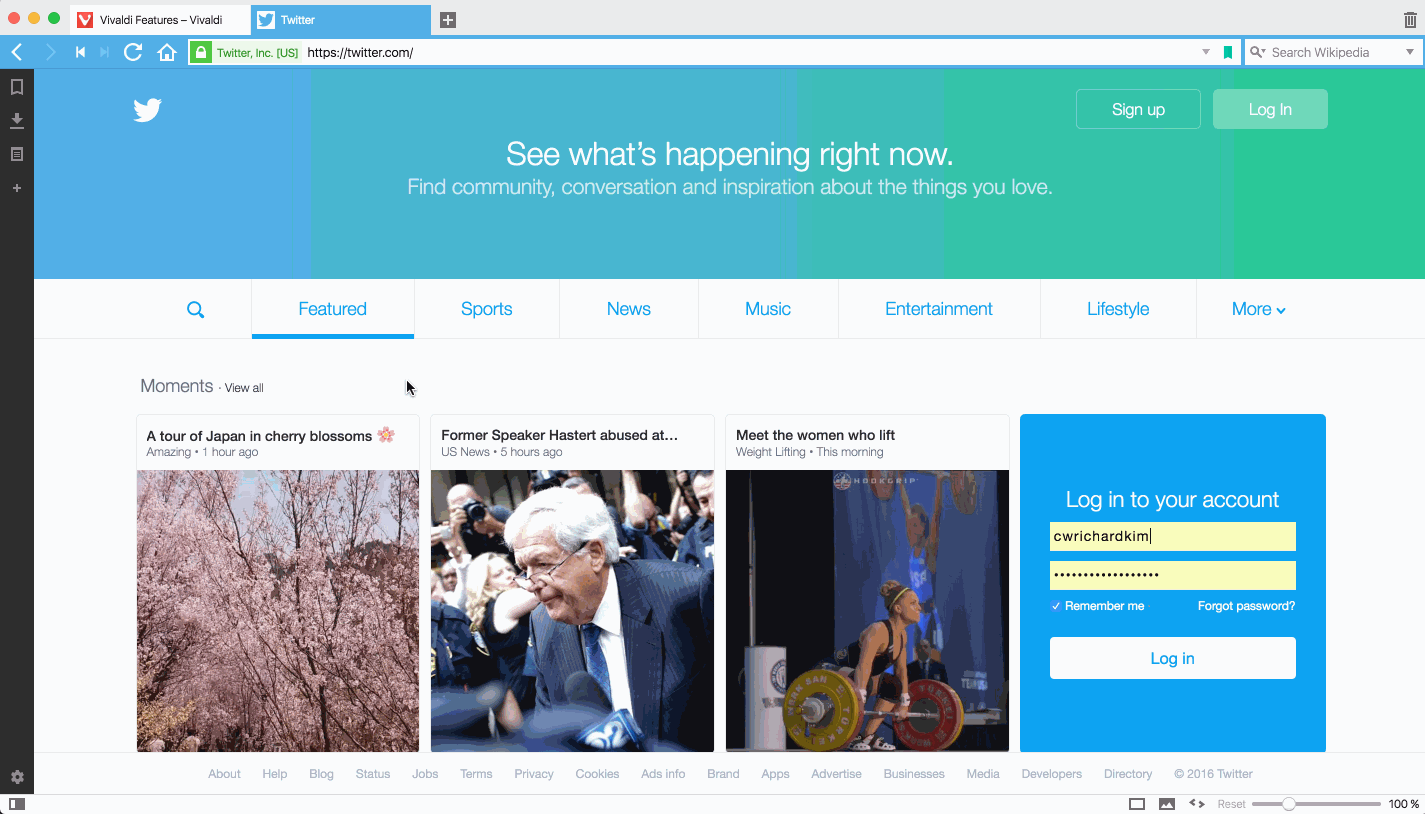 Vivaldi Features – Vivaldi
Twitter
Twitter, Inc. [US]
https://twitter.com/
Search Wikipedia
Sign up
Log In
See what’s happening right now.
Find community, conversation and inspiration about the things you love.
Featured
Sports
News
Music
Entertainment
Lifestyle
More
Moments · View all
A tour of Japan in cherry blossoms 🌸
Amazing • 1 hour ago
Former Speaker Hastert abused at…
US News • 5 hours ago
Meet the women who lift
Weight Lifting • This morning
HOOKGRIP
Log in to your account
cwrichardkim
••••••••••••••••••
Remember me
Forgot password?
Log in
About
Help
Blog
Status
Jobs
Terms
Privacy
Cookies
Ads info
Brand
Apps
Advertise
Businesses
Media
Developers
Directory
© 2016 Twitter
Reset
100 %